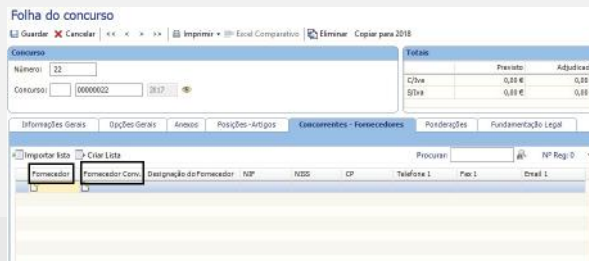 Folha do concurso
Guardar Cancelar << < > >> Imprimir Excel Comparativo Eliminar Copiar para 2018
Concurso
Totais
Número: 22
Previsto Adjudicad
C/Iva 0,00 € 0,00
S/Iva 0,00 € 0,00
Concurso: 00000022 2017
Informações Gerais Opções Gerais Anexos Posições - Artigos Concorrentes - Fornecedores Ponderações Fundamentação Legal
Importar lista Criar Lista Procurar: Nº Reg: 0
Fornecedor Fornecedor Conv. Designação do Fornecedor NIF NISS CP Telefone 1 Fax 1 Email 1